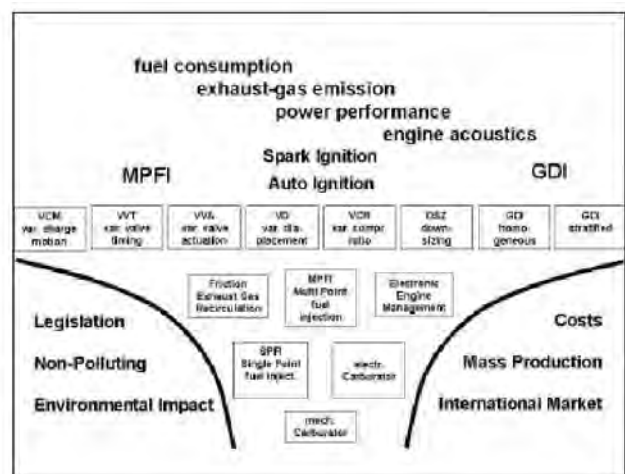 fuel consumption
exhaust-gas emission
power performance
engine acoustics
Spark Ignition
MPFI
GDI
Auto Ignition
VCM
var. charge
motion
VVT
var. valve
timing
VVA
var. valve
actuation
VD
var. dis-
placement
VCR
var. compr.
ratio
DSZ
down-
sizing
GDI
homo-
geneous
GDI
stratified
Friction
Exhaust Gas
Recirculation
MPFI
Multi Point
fuel
injection
Electronic
Engine
Management
Legislation
Costs
SPFI
Single Point
Fuel Inject.
electr.
Carburator
Non-Polluting
Mass Production
Environmental Impact
International Market
mech.
Carburator